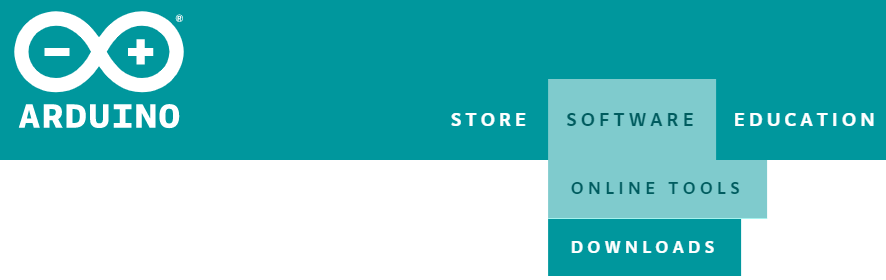 ®
ARDUINO
STORE SOFTWARE EDUCATION
ONLINE TOOLS
DOWNLOADS